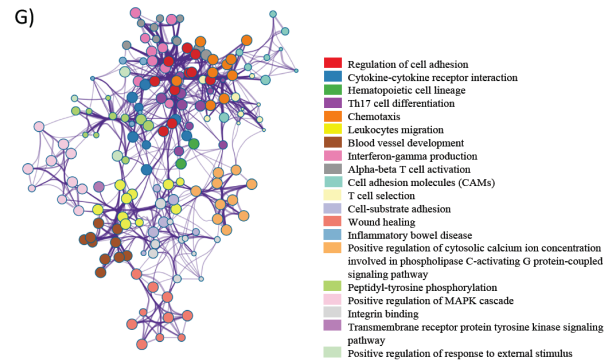 G)
Regulation of cell adhesion
Cytokine-cytokine receptor interaction
Hematopoietic cell lineage
Th17 cell differentiation
Chemotaxis
Leukocytes migration
Blood vessel development
Interferon-gamma production
Alpha-beta T cell activation
Cell adhesion molecules (CAMs)
T cell selection
Cell-substrate adhesion
Wound healing
Inflammatory bowel disease
Positive regulation of cytosolic calcium ion concentration
involved in phospholipase C-activating G protein-coupled
signaling pathway
Peptidyl-tyrosine phosphorylation
Positive regulation of MAPK cascade
Integrin binding
Transmembrane receptor protein tyrosine kinase signaling
pathway
Positive regulation of response to external stimulus